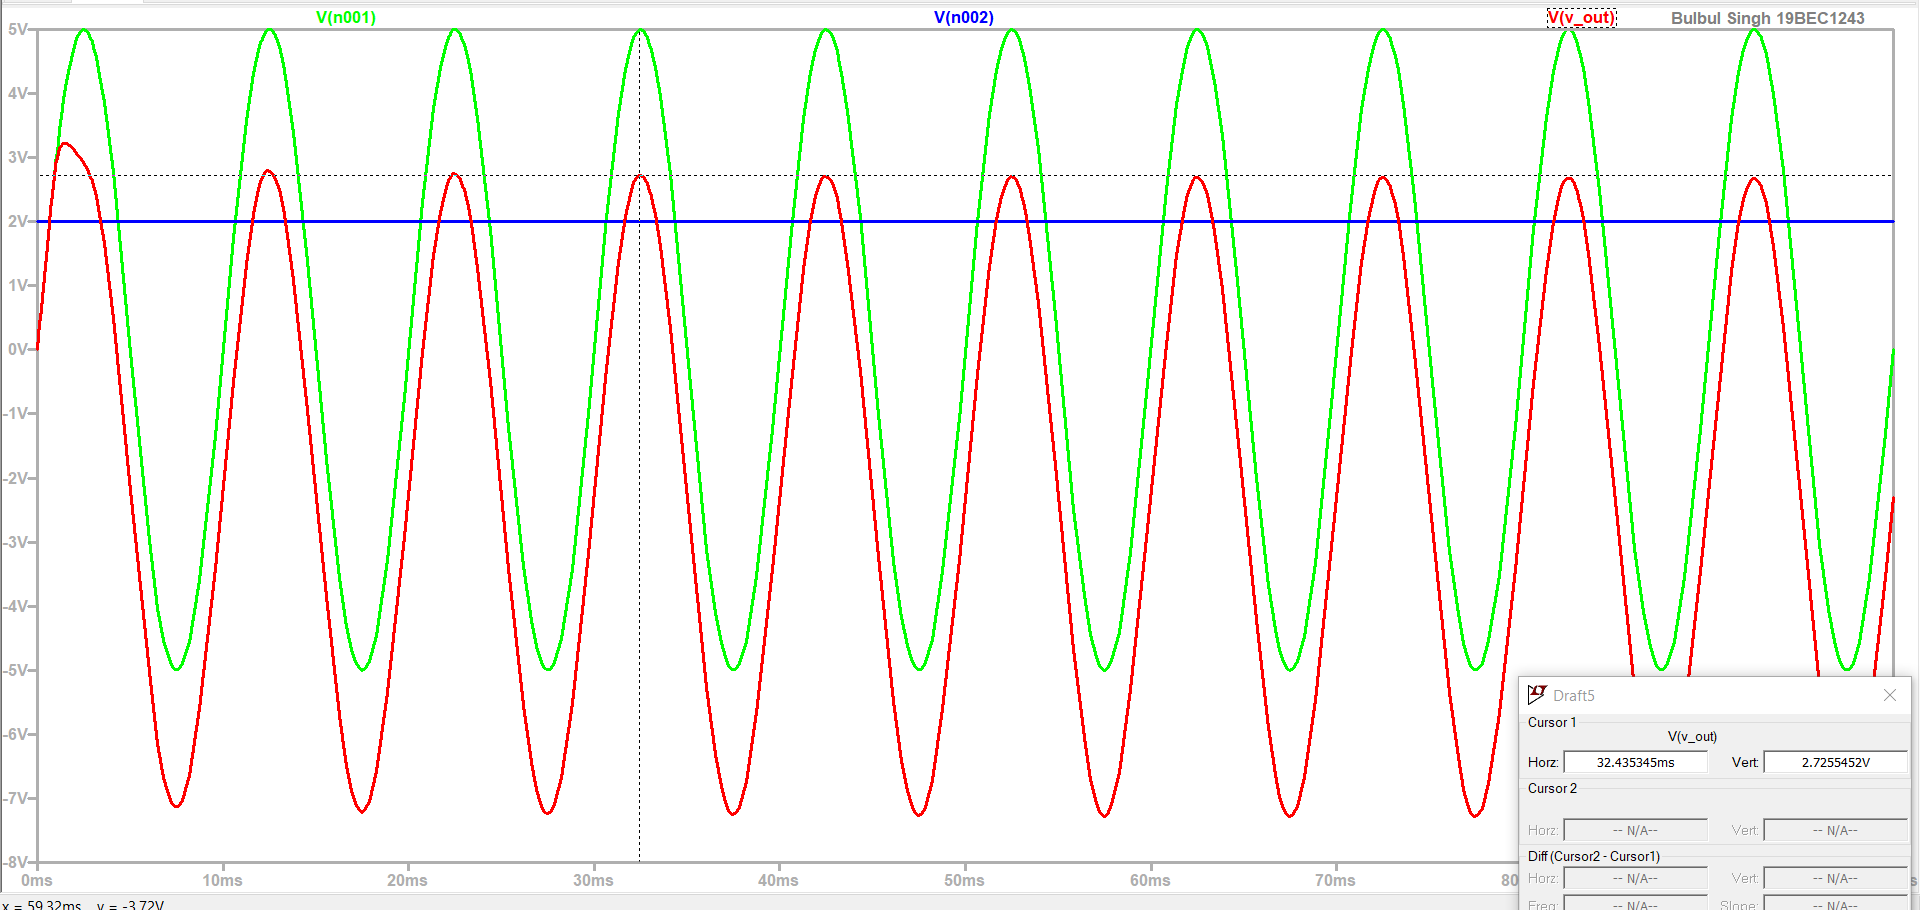 V(n001) V(n002) V(v_out) Bulbul Singh 19BEC1243
5V
4V
3V
2V
1V
0V
-1V
-2V
-3V
-4V
-5V
-6V
-7V
-8V
0ms 10ms 20ms 30ms 40ms 50ms 60ms 70ms 80
Draft5
Cursor 1
V(v_out)
Horz: 32.435345ms Vert: 2.7255452V
Cursor 2
Horz: -- N/A-- Vert: -- N/A--
Diff (Cursor2 - Cursor1)
Horz: -- N/A-- Vert: -- N/A--
Freq: -- N/A-- Slope: -- N/A--
x = 59.32ms y = -3.72V